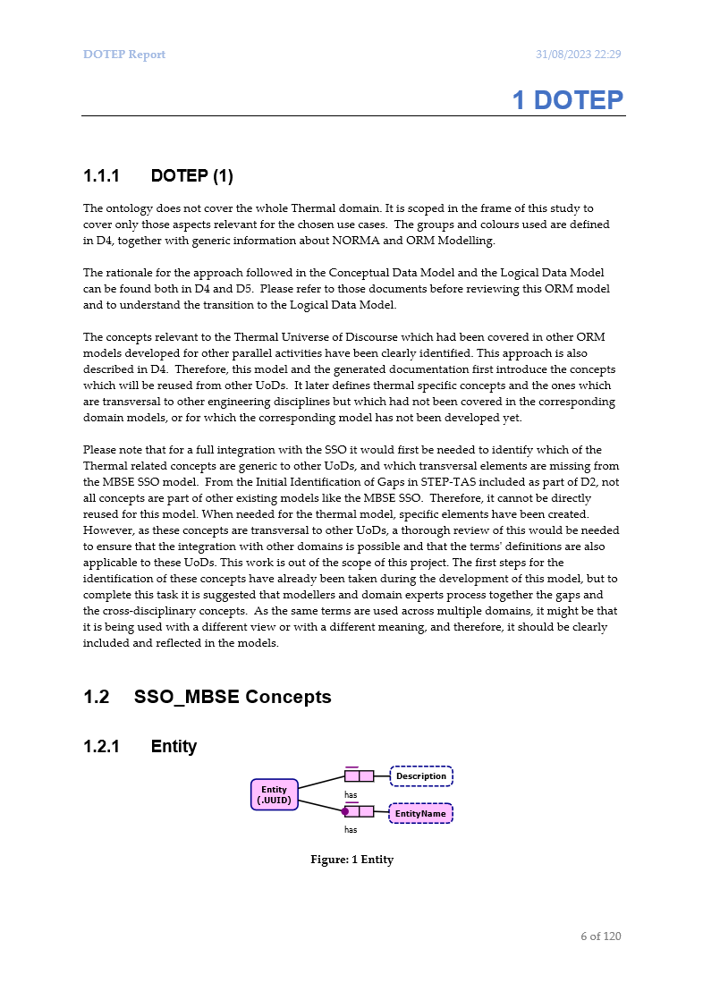 DOTEP Report 31/08/2023 22:29
1 DOTEP
1.1.1 DOTEP (1)
The ontology does not cover the whole Thermal domain. It is scoped in the frame of this study to
cover only those aspects relevant for the chosen use cases.  The groups and colours used are defined
in D4, together with generic information about NORMA and ORM Modelling.
The rationale for the approach followed in the Conceptual Data Model and the Logical Data Model
can be found both in D4 and D5.  Please refer to those documents before reviewing this ORM model
and to understand the transition to the Logical Data Model.
The concepts relevant to the Thermal Universe of Discourse which had been covered in other ORM
models developed for other parallel activities have been clearly identified. This approach is also
described in D4.  Therefore, this model and the generated documentation first introduce the concepts
which will be reused from other UoDs.  It later defines thermal specific concepts and the ones which
are transversal to other engineering disciplines but which had not been covered in the corresponding
domain models, or for which the corresponding model has not been developed yet.
Please note that for a full integration with the SSO it would first be needed to identify which of the
Thermal related concepts are generic to other UoDs, and which transversal elements are missing from
the MBSE SSO model.  From the Initial Identification of Gaps in STEP-TAS included as part of D2, not
all concepts are part of other existing models like the MBSE SSO.  Therefore, it cannot be directly
reused for this model. When needed for the thermal model, specific elements have been created.
However, as these concepts are transversal to other UoDs, a thorough review of this would be needed
to ensure that the integration with other domains is possible and that the terms' definitions are also
applicable to these UoDs. This work is out of the scope of this project. The first steps for the
identification of these concepts have already been taken during the development of this model, but to
complete this task it is suggested that modellers and domain experts process together the gaps and
the cross-disciplinary concepts.  As the same terms are used across multiple domains, it might be that
it is being used with a different view or with a different meaning, and therefore, it should be clearly
included and reflected in the models.
1.2 SSO_MBSE Concepts
1.2.1 Entity
Entity
(.UUID)
has
Description
has
EntityName
Figure: 1 Entity
6 of 120